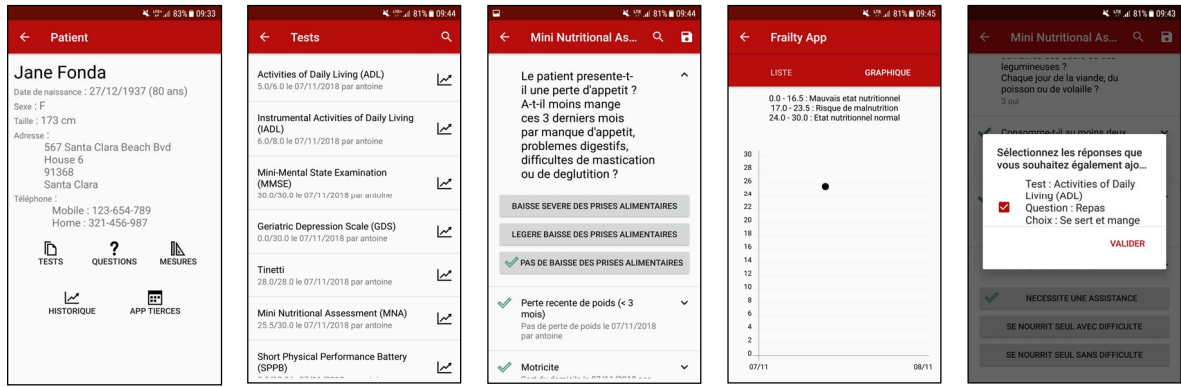 83% 09:33
Patient
Jane Fonda
Date de naissance : 27/12/1937 (80 ans)
Sexe : F
Taille : 173 cm
Adresse :
567 Santa Clara Beach Bvd
House 6
91368
Santa Clara
Téléphone :
Mobile : 123-654-789
Home : 321-456-987
TESTS
QUESTIONS
MESURES
HISTORIQUE
APP TIERCES
81% 09:44
Tests
Activities of Daily Living (ADL)
5.0/6.0 le 07/11/2018 par antoine
Instrumental Activities of Daily Living
(IADL)
6.0/8.0 le 07/11/2018 par antoine
Mini-Mental State Examination
(MMSE)
30.0/30.0 le 07/11/2018 par antoine
Geriatric Depression Scale (GDS)
0.0/30.0 le 07/11/2018 par antoine
Tinetti
28.0/28.0 le 07/11/2018 par antoine
Mini Nutritional Assessment (MNA)
25.5/30.0 le 07/11/2018 par antoine
Short Physical Performance Battery
(SPPB)
81% 09:44
Mini Nutritional As...
Le patient presente-t-
il une perte d'appetit ?
A-t-il moins mange
ces 3 derniers mois
par manque d'appetit,
problemes digestifs,
difficultes de mastication
ou de deglutition ?
BAISSE SEVERE DES PRISES ALIMENTAIRES
LEGERE BAISSE DES PRISES ALIMENTAIRES
PAS DE BAISSE DES PRISES ALIMENTAIRES
Perte recente de poids (< 3
mois)
Pas de perte de poids le 07/11/2018
par antoine
Motricite
81% 09:45
Frailty App
LISTE
GRAPHIQUE
0.0 - 16.5 : Mauvais etat nutritionnel
17.0 - 23.5 : Risque de malnutrition
24.0 - 30.0 : Etat nutritionnel normal
30
28
26
24
22
20
18
16
14
12
10
8
6
4
2
0
07/11
08/11
81% 09:43
Mini Nutritional As...
legumineuses ?
Chaque jour de la viande, du
poisson ou de volaille ?
3 oui
Consomme-t-il au moins deux
Sélectionnez les réponses que
vous souhaitez également ajo...
Test : Activities of Daily
Living (ADL)
Question : Repas
Choix : Se sert et mange
VALIDER
NECESSITE UNE ASSISTANCE
SE NOURRIT SEUL AVEC DIFFICULTE
SE NOURRIT SEUL SANS DIFFICULTE